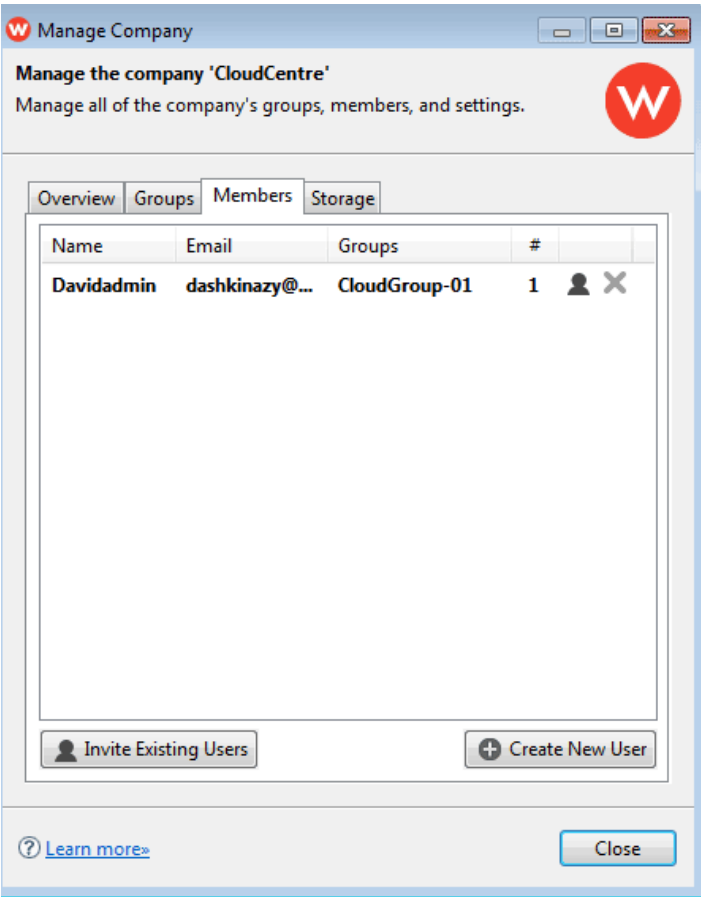 W Manage Company
Manage the company 'CloudCentre'
Manage all of the company's groups, members, and settings.
W
Overview Groups Members Storage
Name Email Groups #
Davidadmin dashkinazy@... CloudGroup-01 1
Invite Existing Users Create New User
? Learn more» Close